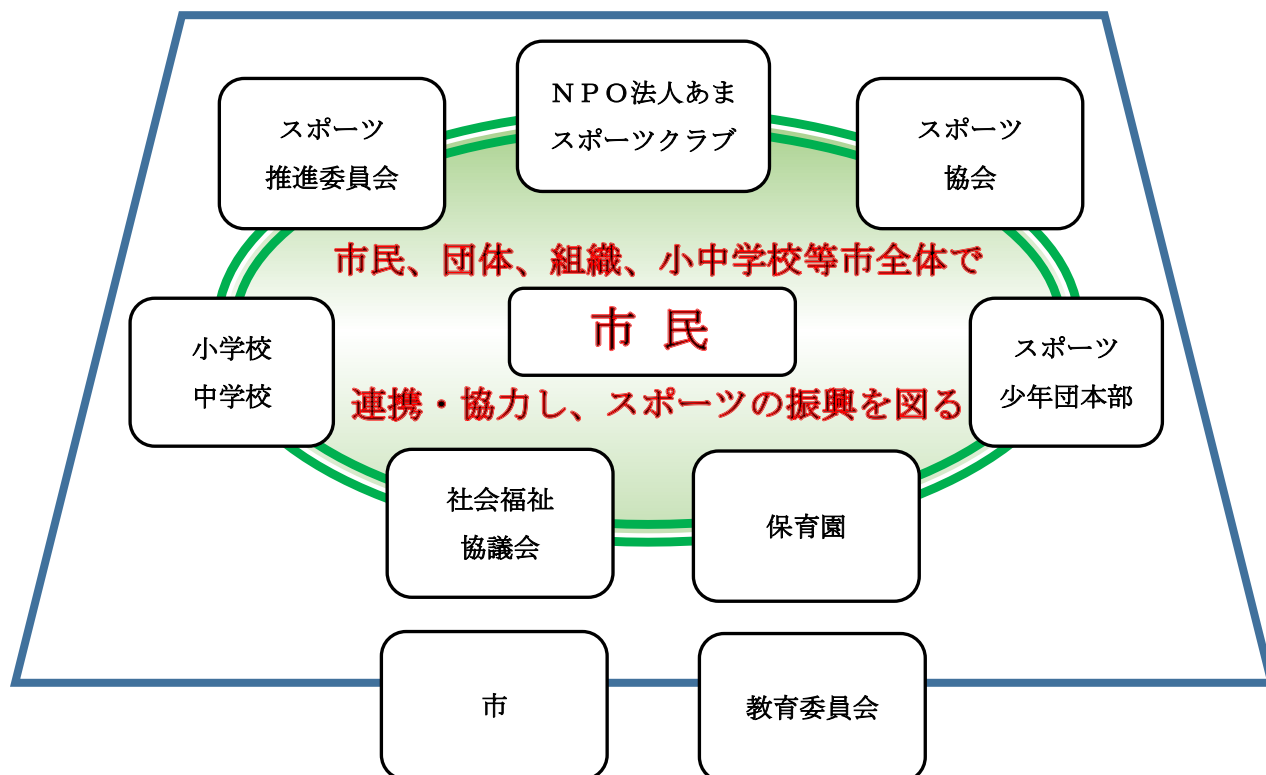 ＮＰＯ法人あま
スポーツクラブ
スポーツ
推進委員会
スポーツ
協会
市民、団体、組織、小中学校等市全体で
市 民
小学校
中学校
スポーツ
少年団本部
連携・協力し、スポーツの振興を図る
社会福祉
協議会
保育園
市
教育委員会